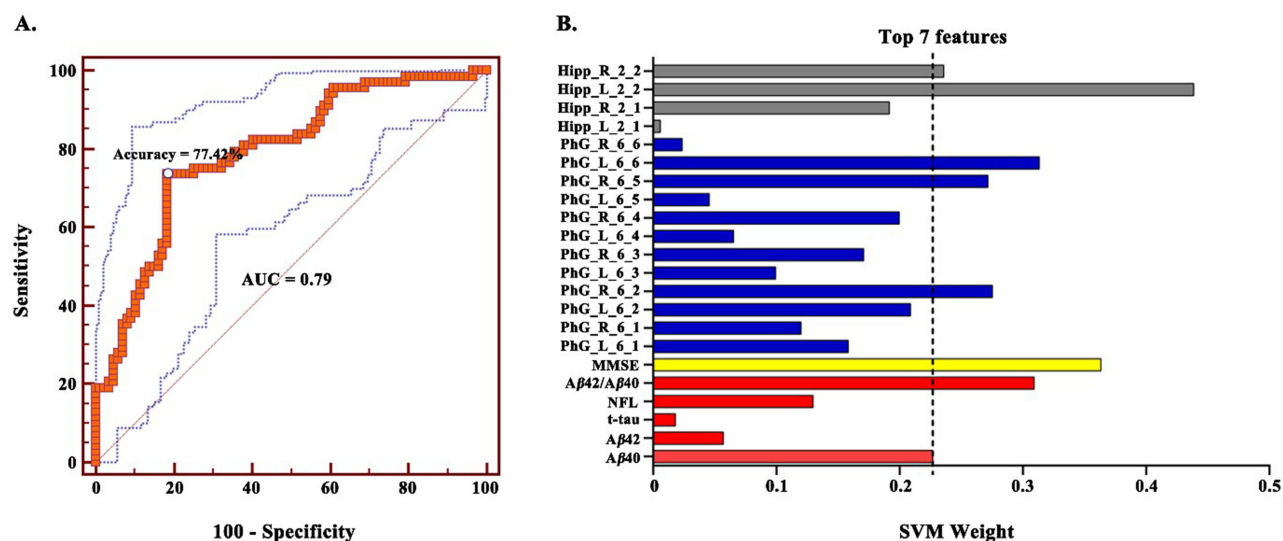 A.
100
80
60
40
20
0
Sensitivity
Accuracy = 77.42%
AUC = 0.79
0 20 40 60 80 100
100 - Specificity
B.
Top 7 features
Hipp_R_2_2
Hipp_L_2_2
Hipp_R_2_1
Hipp_L_2_1
PhG_R_6_6
PhG_L_6_6
PhG_R_6_5
PhG_L_6_5
PhG_R_6_4
PhG_L_6_4
PhG_R_6_3
PhG_L_6_3
PhG_R_6_2
PhG_L_6_2
PhG_R_6_1
PhG_L_6_1
MMSE
Aβ42/Aβ40
NFL
t-tau
Aβ42
Aβ40
0 0.1 0.2 0.3 0.4 0.5
SVM Weight